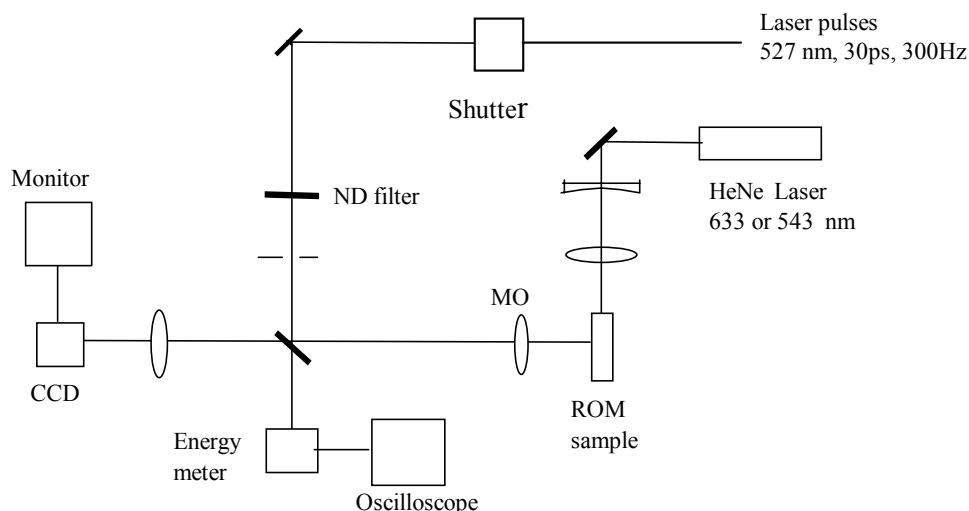 Laser pulses
527 nm, 30ps, 300Hz
Shutter
Monitor
ND filter
HeNe Laser
633 or 543 nm
MO
CCD
ROM
sample
Energy
meter
Oscilloscope